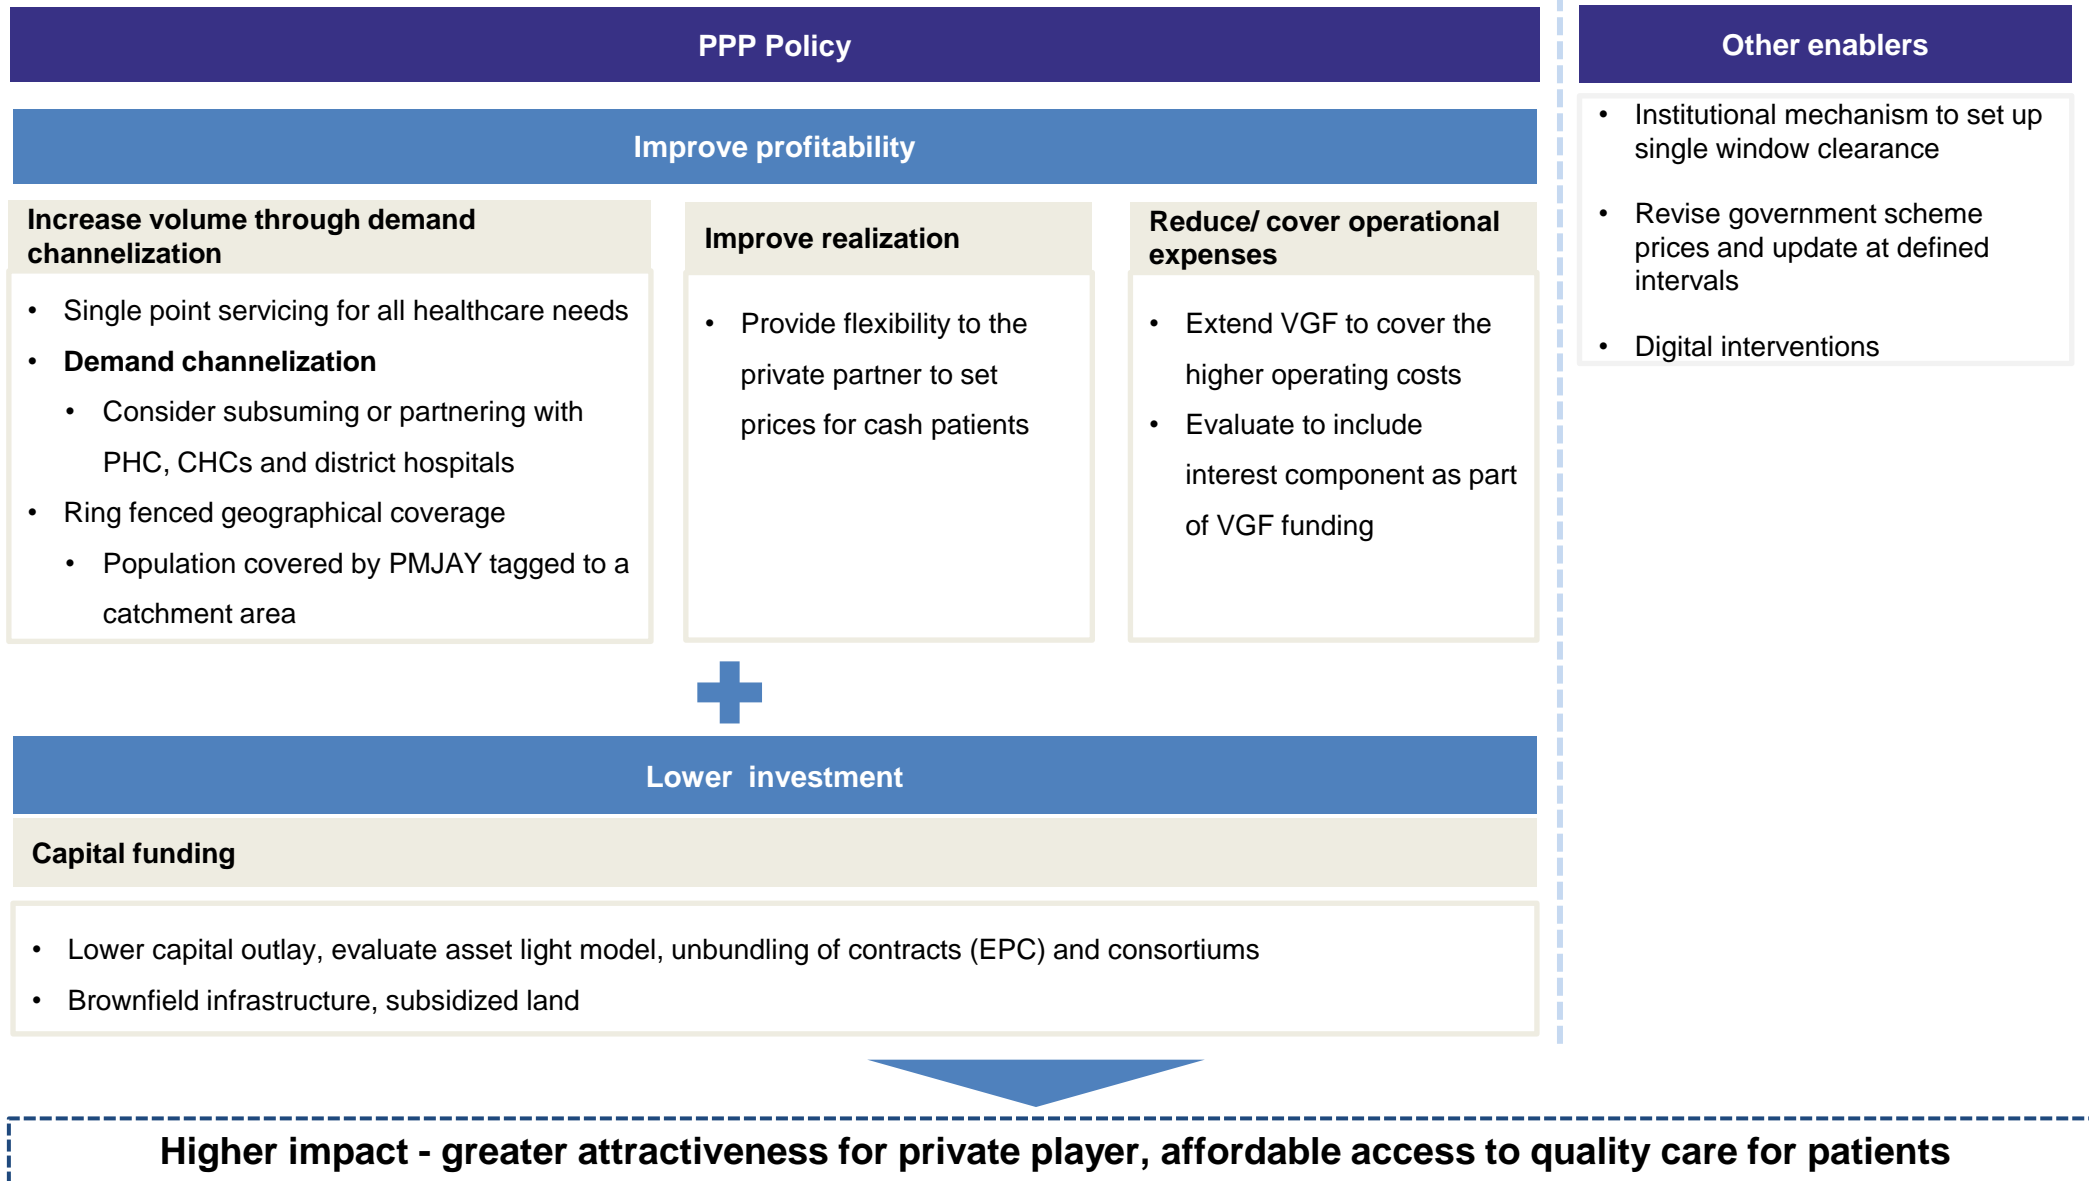 PPP Policy
Improve profitability
Increase volume through demand
channelization
• Single point servicing for all healthcare needs
• Demand channelization
• Consider subsuming or partnering with
PHC, CHCs and district hospitals
• Ring fenced geographical coverage
• Population covered by PMJAY tagged to a
catchment area
Improve realization
• Provide flexibility to the
private partner to set
prices for cash patients
Reduce/ cover operational
expenses
• Extend VGF to cover the
higher operating costs
• Evaluate to include
interest component as part
of VGF funding
Lower investment
Capital funding
• Lower capital outlay, evaluate asset light model, unbundling of contracts (EPC) and consortiums
• Brownfield infrastructure, subsidized land
Other enablers
• Institutional mechanism to set up
single window clearance
• Revise government scheme
prices and update at defined
intervals
• Digital interventions
Higher impact - greater attractiveness for private player, affordable access to quality care for patients